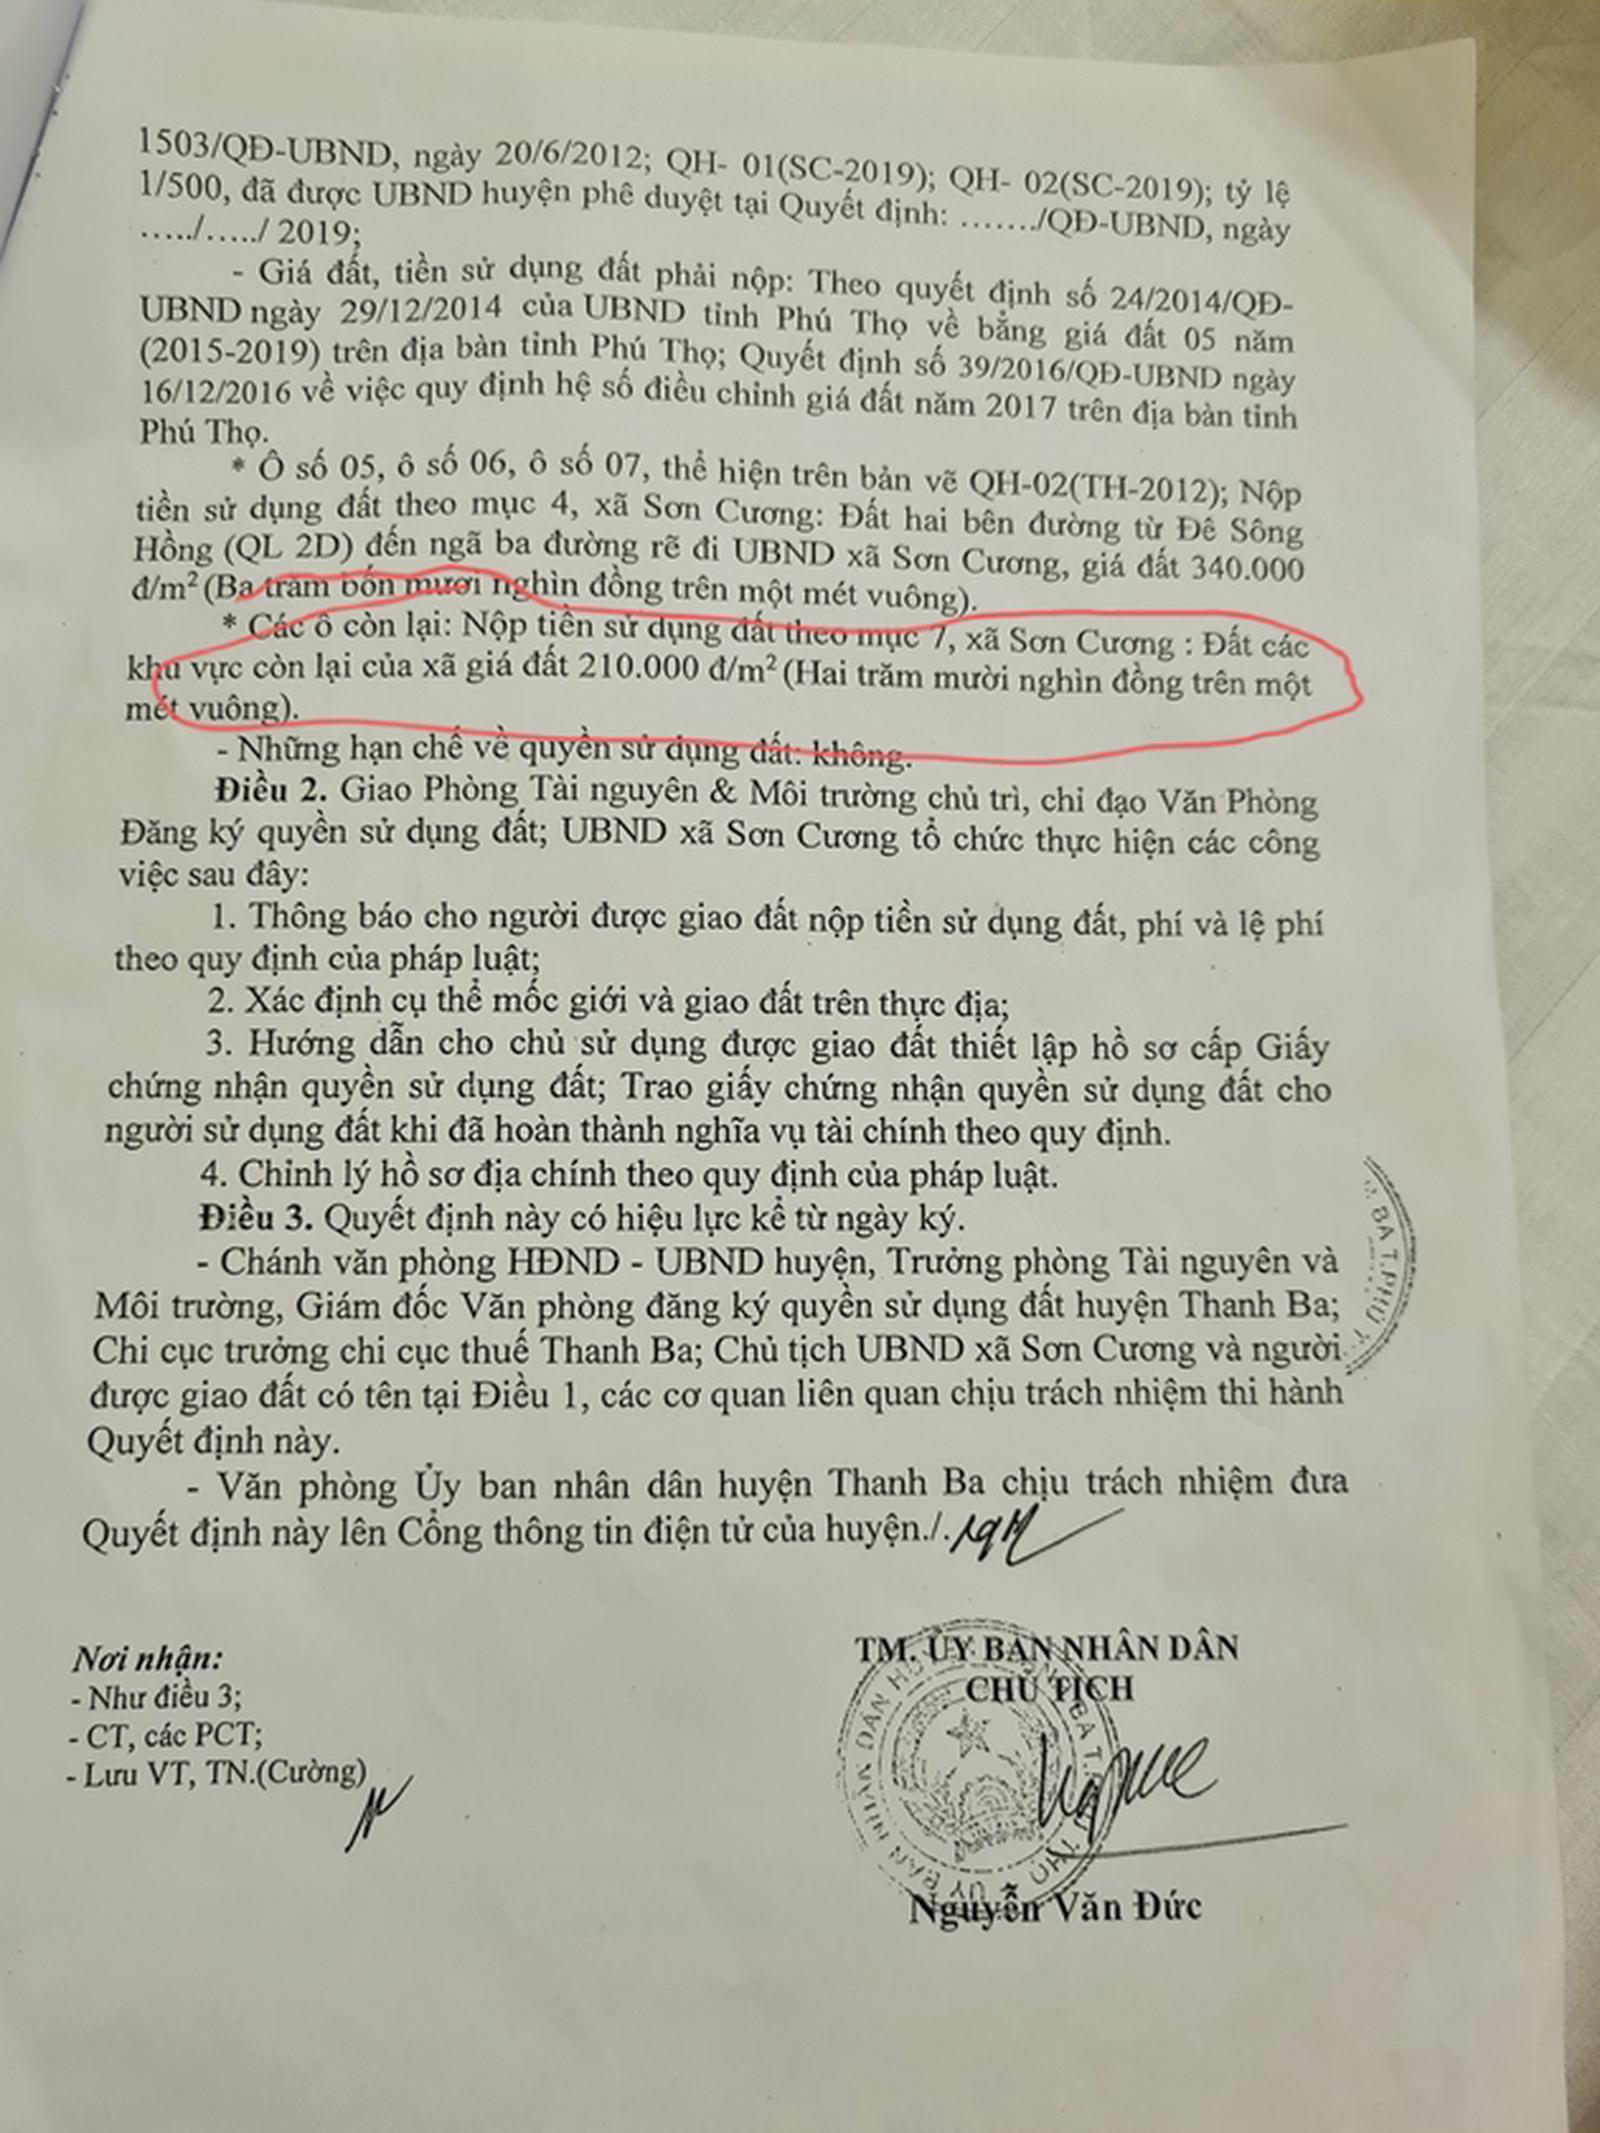 1503/QĐ-UBND, ngày 20/6/2012; QH- 01(SC-2019); QH- 02(SC-2019); tỷ lệ
1/500, đã được UBND huyện phê duyệt tại Quyết định: ……./QĐ-UBND, ngày
…../…../ 2019;
- Giá đất, tiền sử dụng đất phải nộp: Theo quyết định số 24/2014/QĐ-
UBND ngày 29/12/2014 của UBND tỉnh Phú Thọ về bảng giá đất 05 năm
(2015-2019) trên địa bàn tỉnh Phú Thọ; Quyết định số 39/2016/QĐ-UBND ngày
16/12/2016 về việc quy định hệ số điều chỉnh giá đất năm 2017 trên địa bàn tỉnh
Phú Thọ.
* Ô số 05, ô số 06, ô số 07, thể hiện trên bản vẽ QH-02(TH-2012); Nộp
tiền sử dụng đất theo mục 4, xã Sơn Cương: Đất hai bên đường từ Đê Sông
Hồng (QL 2D) đến ngã ba đường rẽ đi UBND xã Sơn Cương, giá đất 340.000
đ/m² (Ba trăm bốn mươi nghìn đồng trên một mét vuông).
* Các ô còn lại: Nộp tiền sử dụng đất theo mục 7, xã Sơn Cương : Đất các
khu vực còn lại của xã giá đất 210.000 đ/m² (Hai trăm mười nghìn đồng trên một
mét vuông).
- Những hạn chế về quyền sử dụng đất: không.
Điều 2. Giao Phòng Tài nguyên & Môi trường chủ trì, chỉ đạo Văn Phòng
Đăng ký quyền sử dụng đất; UBND xã Sơn Cương tổ chức thực hiện các công
việc sau đây:
1. Thông báo cho người được giao đất nộp tiền sử dụng đất, phí và lệ phí
theo quy định của pháp luật;
2. Xác định cụ thể mốc giới và giao đất trên thực địa;
3. Hướng dẫn cho chủ sử dụng được giao đất thiết lập hồ sơ cấp Giấy
chứng nhận quyền sử dụng đất; Trao giấy chứng nhận quyền sử dụng đất cho
người sử dụng đất khi đã hoàn thành nghĩa vụ tài chính theo quy định.
4. Chỉnh lý hồ sơ địa chính theo quy định của pháp luật.
Điều 3. Quyết định này có hiệu lực kể từ ngày ký.
- Chánh văn phòng HĐND - UBND huyện, Trưởng phòng Tài nguyên và
Môi trường, Giám đốc Văn phòng đăng ký quyền sử dụng đất huyện Thanh Ba;
Chi cục trưởng chi cục thuế Thanh Ba; Chủ tịch UBND xã Sơn Cương và người
được giao đất có tên tại Điều 1, các cơ quan liên quan chịu trách nhiệm thi hành
Quyết định này.
- Văn phòng Ủy ban nhân dân huyện Thanh Ba chịu trách nhiệm đưa
Quyết định này lên Cổng thông tin điện tử của huyện./.
Nơi nhận:
- Như điều 3;
- CT, các PCT;
- Lưu VT, TN.(Cường)
TM. ỦY BAN NHÂN DÂN
CHỦ TỊCH
Nguyễn Văn Đức